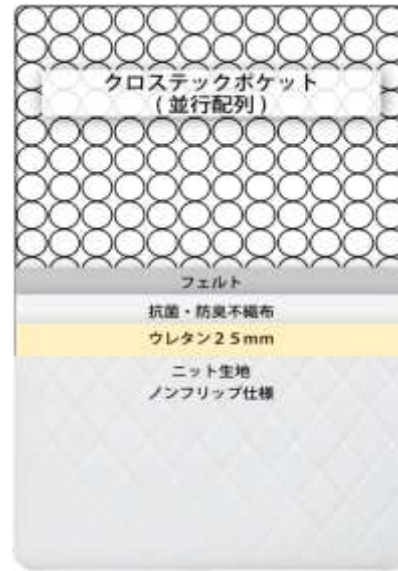 クロステックポケット
(並行配列)
フェルト
抗菌・防臭不織布
ウレタン25mm
ニット生地
ノンフリップ仕様